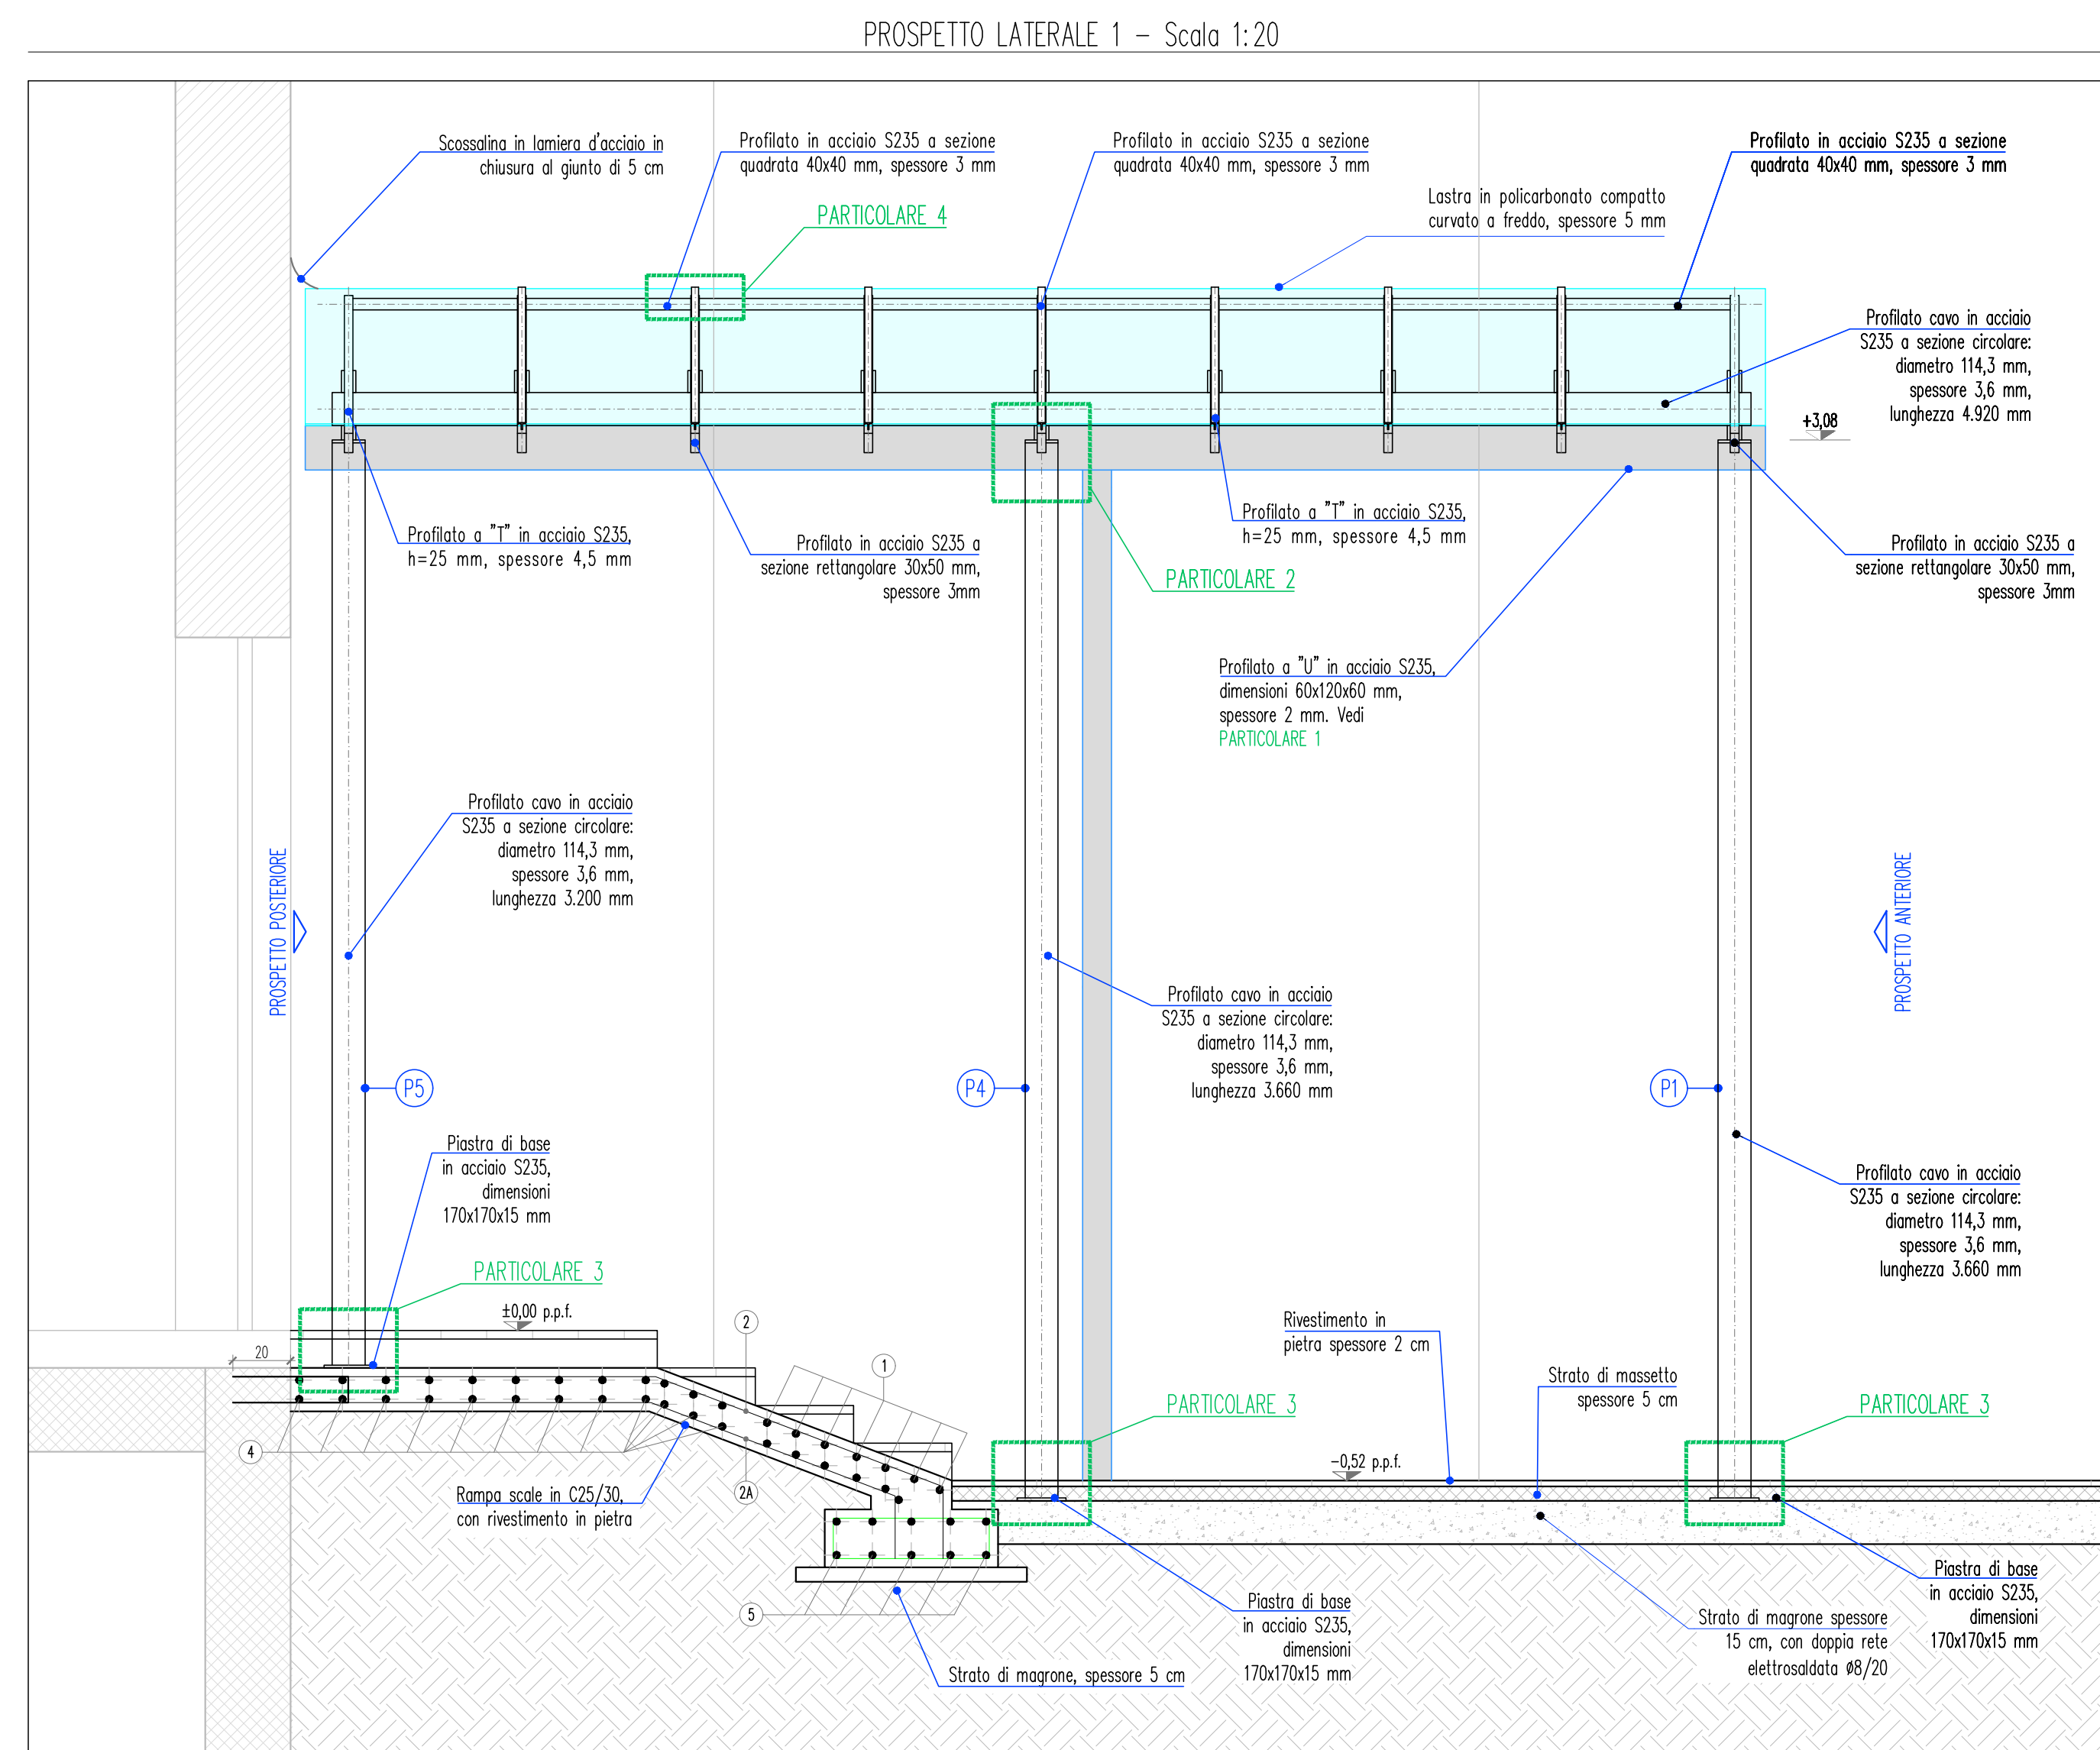 PROSPETTO LATERALE 1 – Scala 1:20
Scossalina in lamiera d'acciaio in
chiusura al giunto di 5 cm
Profilato in acciaio S235 a sezione
quadrata 40x40 mm, spessore 3 mm
Profilato in acciaio S235 a sezione
quadrata 40x40 mm, spessore 3 mm
Profilato in acciaio S235 a sezione
quadrata 40x40 mm, spessore 3 mm
PARTICOLARE 4
Lastra in policarbonato compatto
curvato a freddo, spessore 5 mm
Profilato cavo in acciaio
S235 a sezione circolare:
diametro 114,3 mm,
spessore 3,6 mm,
lunghezza 4.920 mm
+3,08
Profilato a "T" in acciaio S235,
h=25 mm, spessore 4,5 mm
Profilato in acciaio S235 a
sezione rettangolare 30x50 mm,
spessore 3mm
Profilato a "T" in acciaio S235,
h=25 mm, spessore 4,5 mm
PARTICOLARE 2
Profilato in acciaio S235 a
sezione rettangolare 30x50 mm,
spessore 3mm
Profilato a "U" in acciaio S235,
dimensioni 60x120x60 mm,
spessore 2 mm. Vedi
PARTICOLARE 1
Profilato cavo in acciaio
S235 a sezione circolare:
diametro 114,3 mm,
spessore 3,6 mm,
lunghezza 3.200 mm
PROSPETTO POSTERIORE
PROSPETTO ANTERIORE
Profilato cavo in acciaio
S235 a sezione circolare:
diametro 114,3 mm,
spessore 3,6 mm,
lunghezza 3.660 mm
P5
P4
P1
Piastra di base
in acciaio S235,
dimensioni
170x170x15 mm
Profilato cavo in acciaio
S235 a sezione circolare:
diametro 114,3 mm,
spessore 3,6 mm,
lunghezza 3.660 mm
PARTICOLARE 3
±0,00 p.p.f.
2
Rivestimento in
pietra spessore 2 cm
20
1
Strato di massetto
spessore 5 cm
PARTICOLARE 3
PARTICOLARE 3
4
-0,52 p.p.f.
2A
Rampa scale in C25/30,
con rivestimento in pietra
5
Piastra di base
in acciaio S235,
dimensioni
170x170x15 mm
Piastra di base
in acciaio S235,
dimensioni
170x170x15 mm
Strato di magrone spessore
15 cm, con doppia rete
elettrosaldata Ø8/20
Strato di magrone, spessore 5 cm